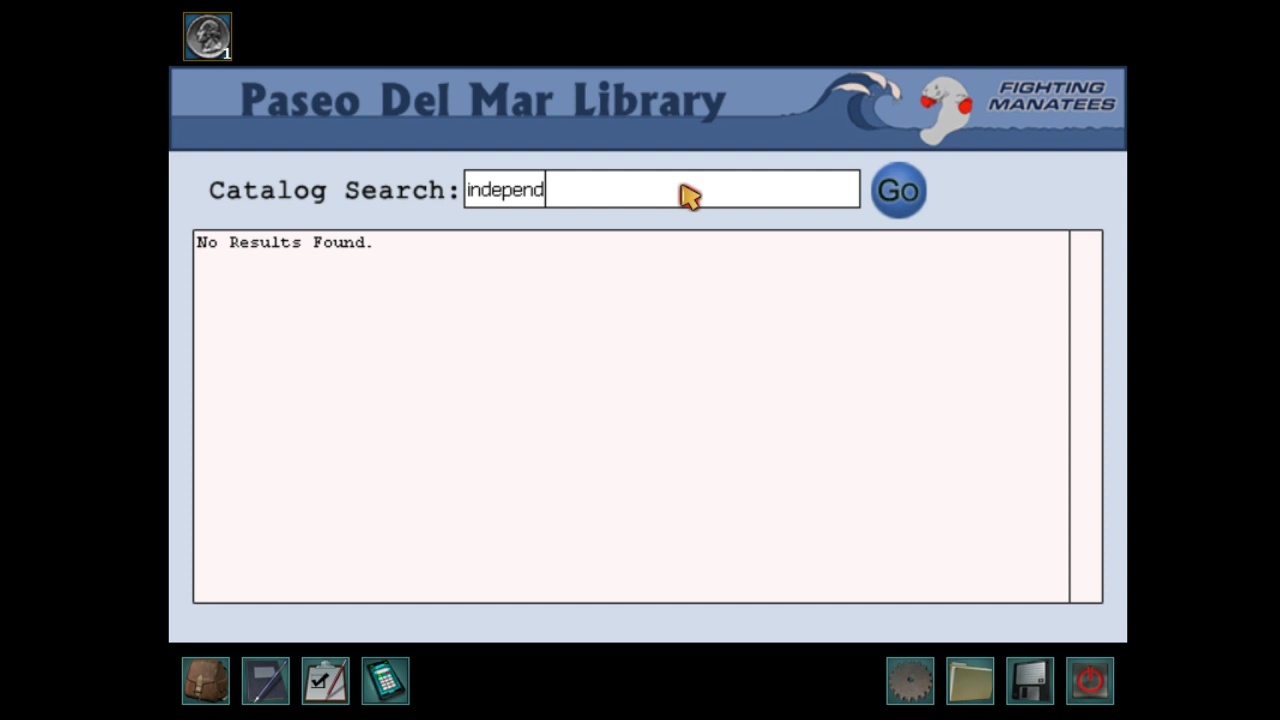 1
Paseo Del Mar Library
FIGHTING
MANATEES
Catalog Search:
independ
Go
No Results Found.